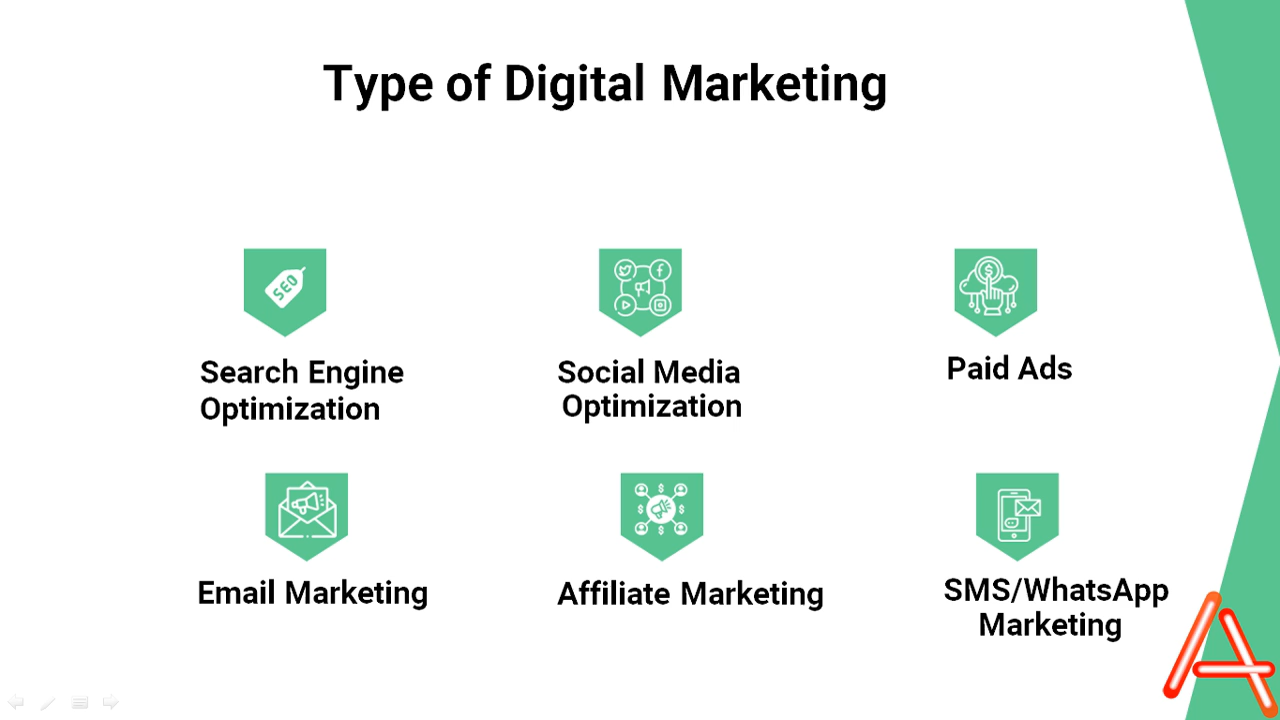 Type of Digital Marketing
SEO
Search Engine
Optimization
Social Media
Optimization
Paid Ads
Email Marketing
Affiliate Marketing
SMS/WhatsApp
Marketing
A